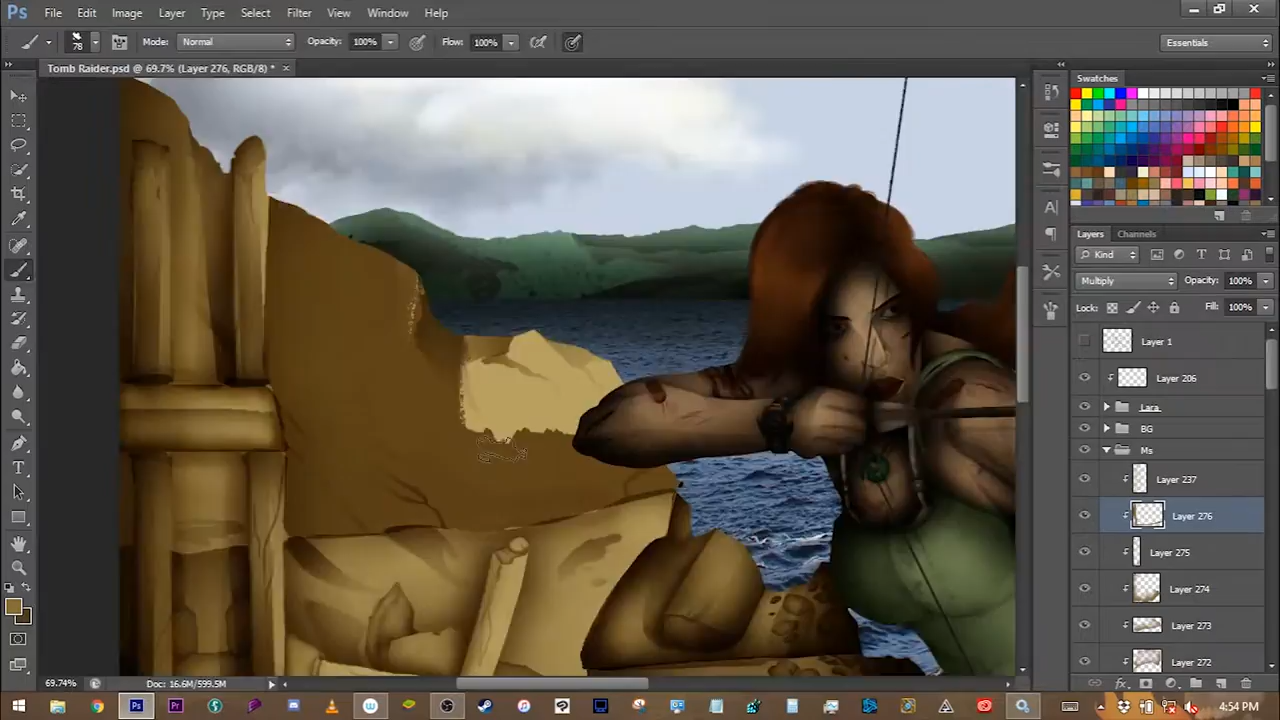 Ps File Edit Image Layer Type Select Filter View Window Help
78 Mode: Normal Opacity: 100% Flow: 100% Essentials
Tomb Raider.psd @ 69.7% (Layer 276, RGB/8) *
Swatches
Layers Channels
Kind
Multiply Opacity: 100%
Lock: Fill: 100%
Layer 1
Layer 206
Lara
BG
Ms
Layer 237
Layer 276
Layer 275
Layer 274
Layer 273
Layer 272
69.74% Doc: 16.6M/599.5M
4:54 PM